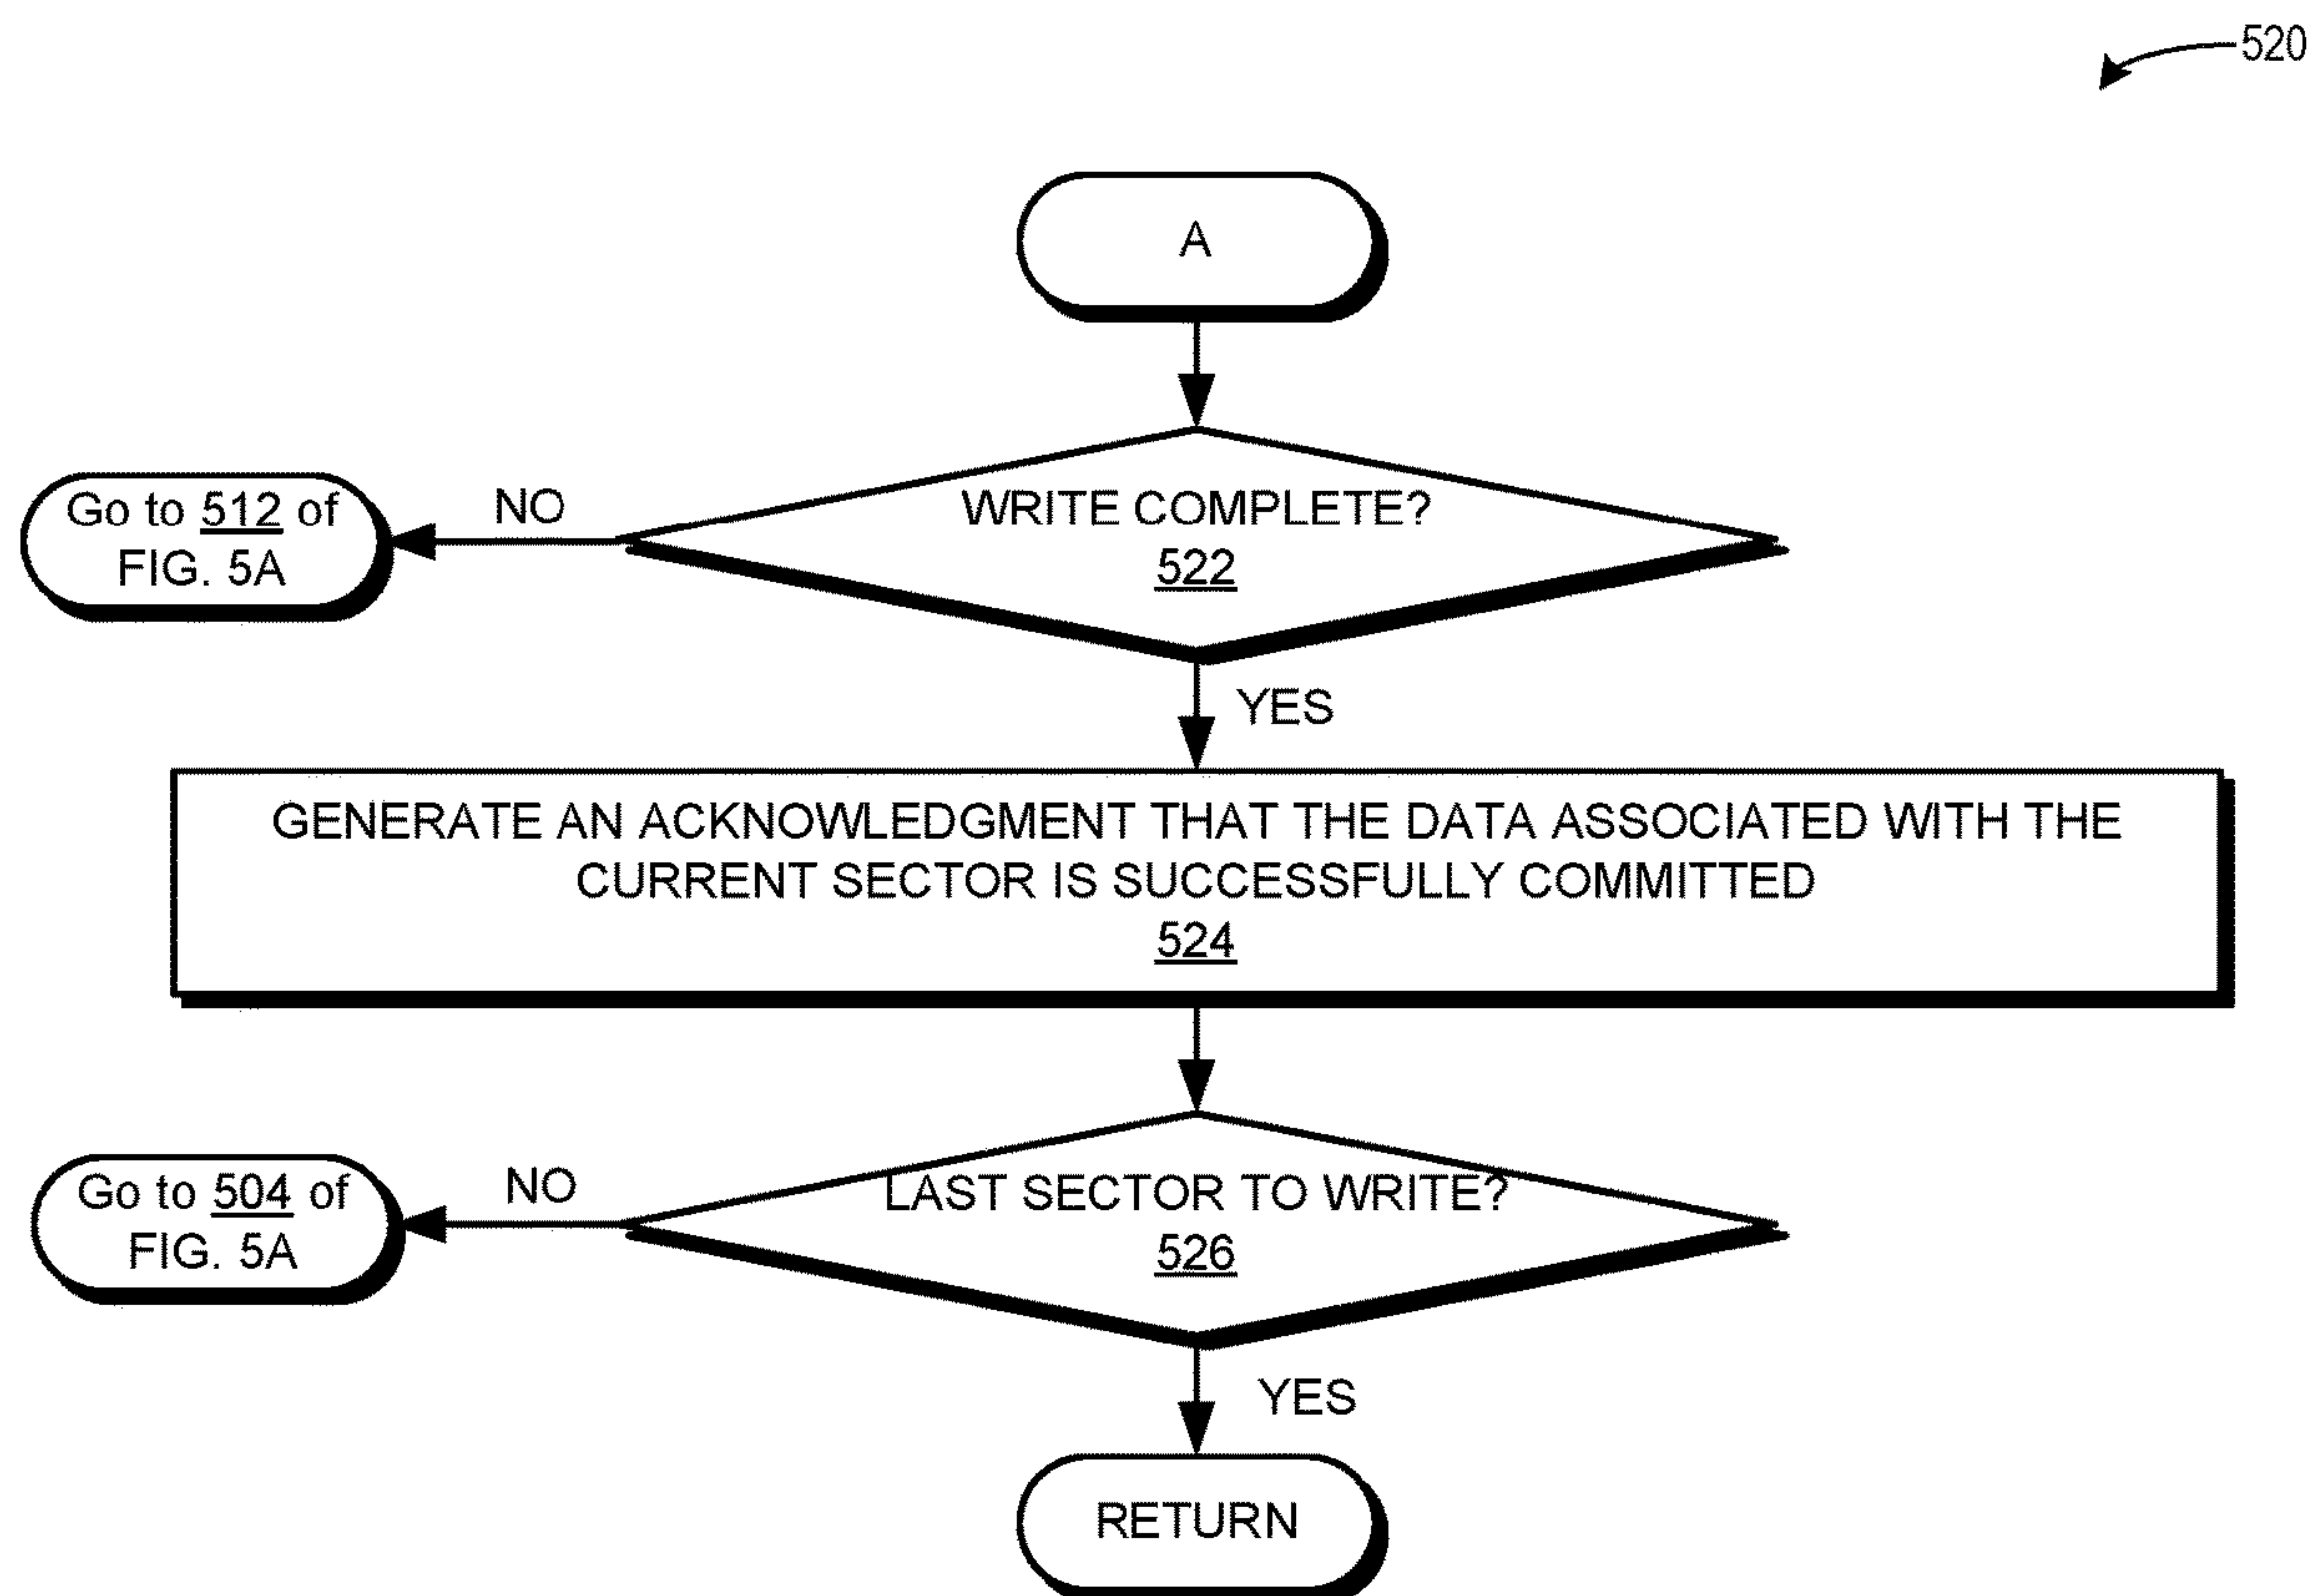 520
A
WRITE COMPLETE?
522
NO
Go to 512 of
FIG. 5A
YES
GENERATE AN ACKNOWLEDGMENT THAT THE DATA ASSOCIATED WITH THE
CURRENT SECTOR IS SUCCESSFULLY COMMITTED
524
LAST SECTOR TO WRITE?
526
NO
Go to 504 of
FIG. 5A
YES
RETURN